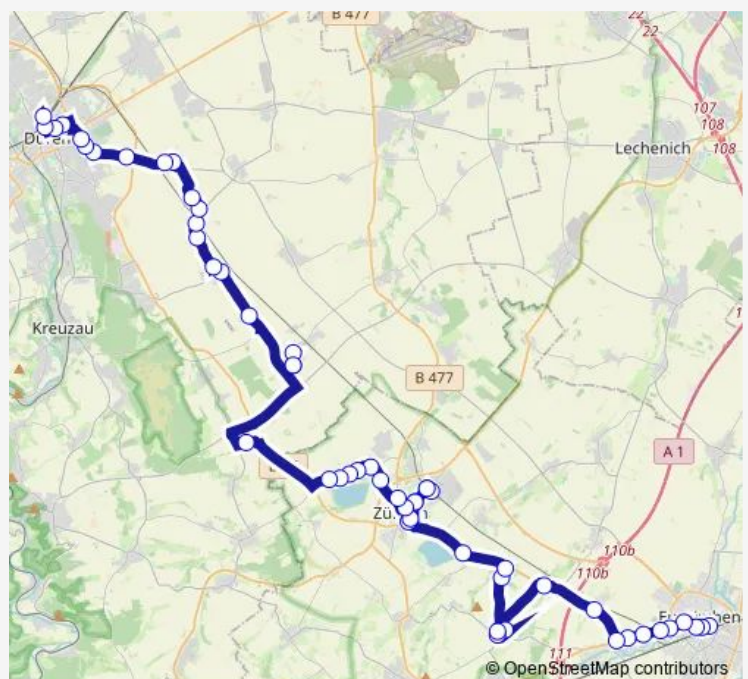 B 477
22
22
107
108
108
Lechenich
Kreuzau
B 477
A 1
110b
110b
111
© OpenStreetMap contributors